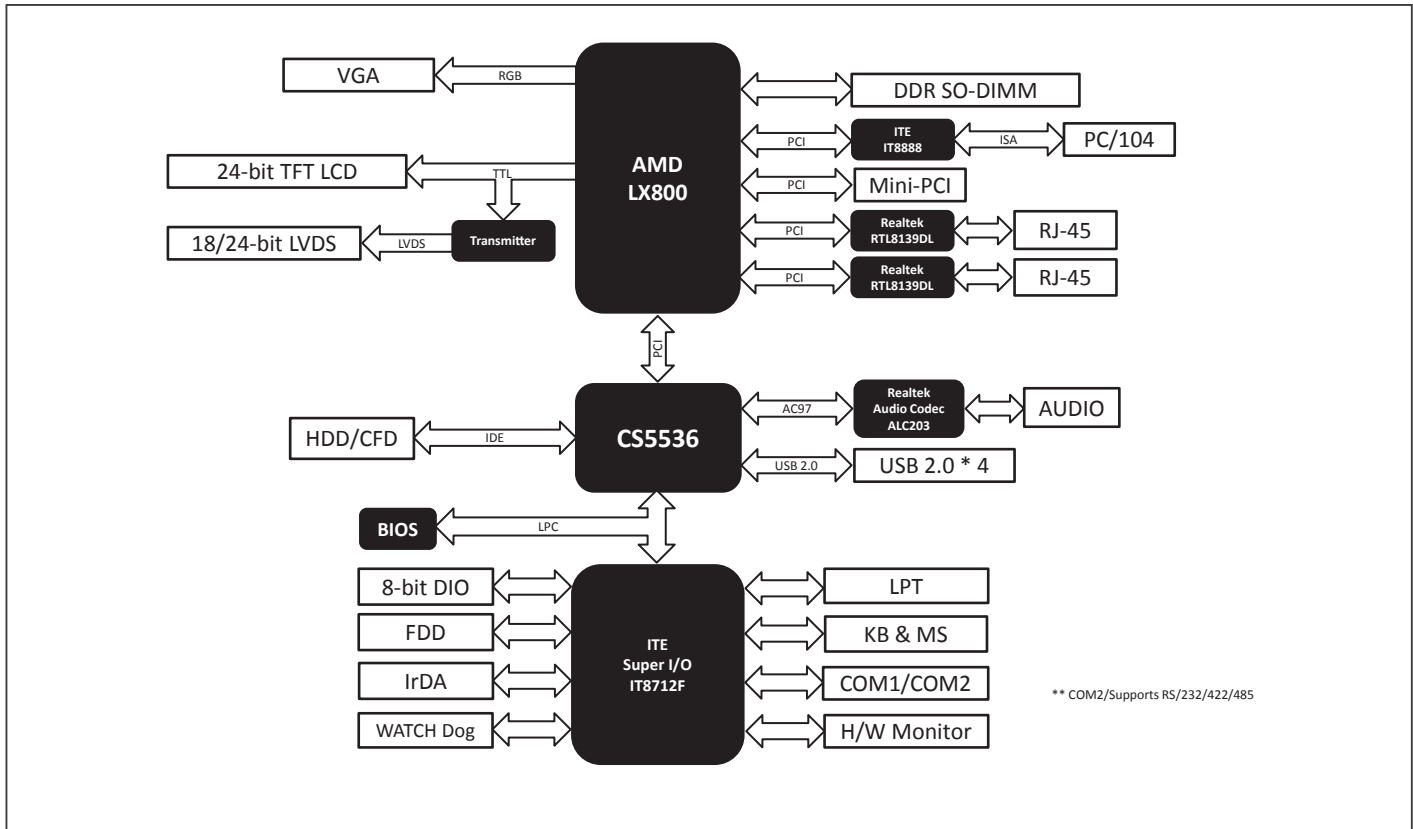 VGA
RGB
DDR SO-DIMM
AMD
LX800
PCI
ITE
IT8888
ISA
PC/104
24-bit TFT LCD
TTL
PCI
Mini-PCI
18/24-bit LVDS
LVDS
Transmitter
PCI
Realtek
RTL8139DL
RJ-45
PCI
Realtek
RTL8139DL
RJ-45
PCI
HDD/CFD
IDE
CS5536
AC97
Realtek
Audio Codec
ALC203
AUDIO
USB 2.0
USB 2.0 * 4
BIOS
LPC
8-bit DIO
FDD
IrDA
WATCH Dog
ITE
Super I/O
IT8712F
LPT
KB & MS
COM1/COM2
H/W Monitor
** COM2/Supports RS/232/422/485